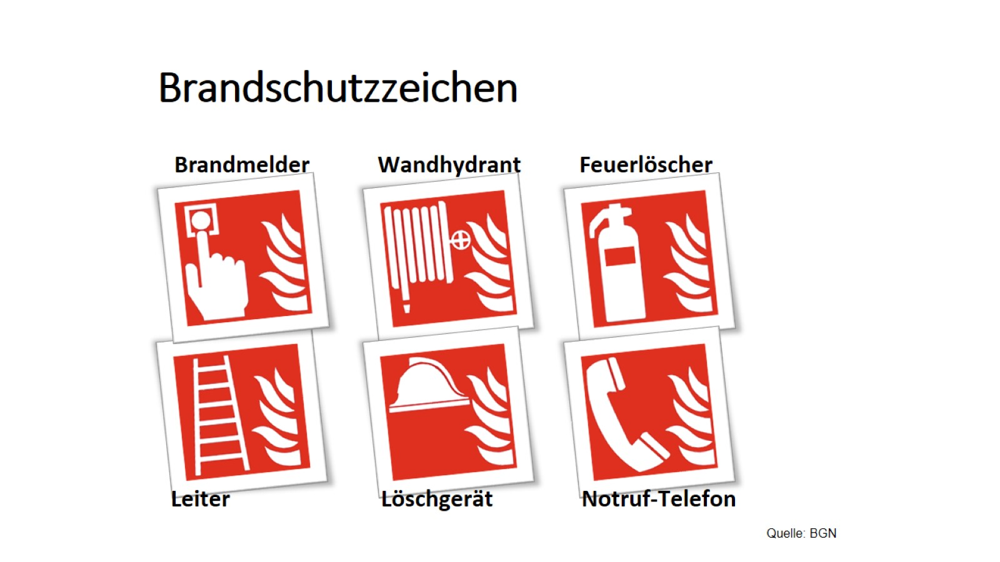 Brandschutzzeichen
Brandmelder
Wandhydrant
Feuerlöscher
Leiter
Löschgerät
Notruf-Telefon
Quelle: BGN